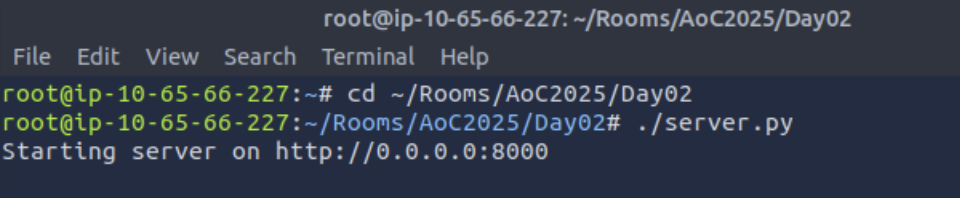 root@ip-10-65-66-227: ~/Rooms/AoC2025/Day02
File Edit View Search Terminal Help
root@ip-10-65-66-227:~# cd ~/Rooms/AoC2025/Day02
root@ip-10-65-66-227:~/Rooms/AoC2025/Day02# ./server.py
Starting server on http://0.0.0.0:8000